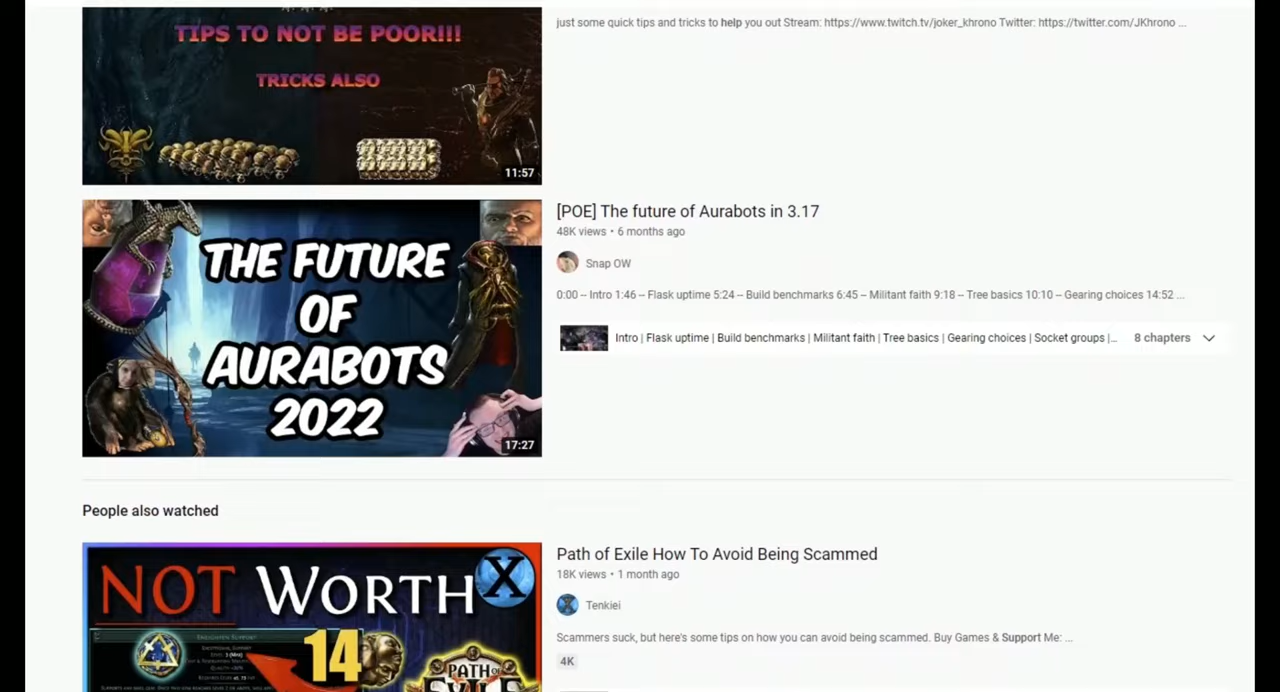 TIPS TO NOT BE POOR!!!
TRICKS ALSO
11:57
just some quick tips and tricks to help you out Stream: https://www.twitch.tv/joker_khrono Twitter: https://twitter.com/JKhrono ...
THE FUTURE
OF
AURABOTS
2022
17:27
[POE] The future of Aurabots in 3.17
48K views • 6 months ago
Snap OW
0:00 -- Intro 1:46 -- Flask uptime 5:24 -- Build benchmarks 6:45 -- Militant faith 9:18 -- Tree basics 10:10 -- Gearing choices 14:52 ...
Intro | Flask uptime | Build benchmarks | Militant faith | Tree basics | Gearing choices | Socket groups |...
8 chapters
People also watched
NOT WORTH
X
ENLIGHTEN SUPPORT
14
PATH OF
EXILE
Path of Exile How To Avoid Being Scammed
18K views • 1 month ago
Tenkiei
Scammers suck, but here's some tips on how you can avoid being scammed. Buy Games & Support Me: ...
4K